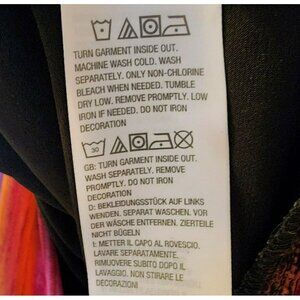 TURN GARMENT INSIDE OUT.
MACHINE WASH COLD. WASH
SEPARATELY. ONLY NON-CHLORINE
BLEACH WHEN NEEDED. TUMBLE
DRY LOW. REMOVE PROMPTLY. LOW
IRON IF NEEDED. DO NOT IRON
DECORATION
30
GB: TURN GARMENT INSIDE OUT.
WASH SEPARATELY. REMOVE
PROMPTLY. DO NOT IRON
DECORATION
D: BEKLEIDUNGSSTÜCK AUF LINKS
WENDEN. SEPARAT WASCHEN. VOR
DER WÄSCHE ENTFERNEN. ZIERTEILE
NICHT BÜGELN
I: METTER IL CAPO AL ROVESCIO.
LAVARE SEPARATAMENTE.
RIMUOVERE SUBITO DOPO IL
LAVAGGIO. NON STIRARE LE
DECORAZIONI